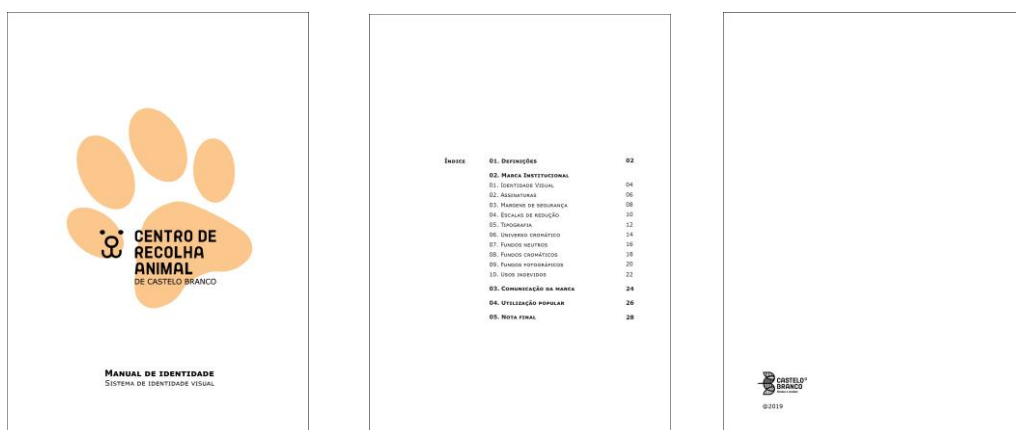 CENTRO DE
RECOLHA
ANIMAL
DE CASTELO BRANCO
MANUAL DE IDENTIDADE
SISTEMA DE IDENTIDADE VISUAL
ÍNDICE 01. DEFINIÇÕES 02
02. MARCA INSTITUCIONAL
01. IDENTIDADE VISUAL 04
02. ASSINATURAS 06
03. MARGENS DE SEGURANÇA 08
04. ESCALAS DE REDUÇÃO 10
05. TIPOGRAFIA 12
06. UNIVERSO CROMÁTICO 14
07. FUNDOS NEUTROS 16
08. FUNDOS CROMÁTICOS 18
09. FUNDOS FOTOGRÁFICOS 20
10. USOS INDEVIDOS 22
03. COMUNICAÇÃO DA MARCA 24
04. UTILIZAÇÃO POPULAR 26
05. NOTA FINAL 28
CASTELO
BRANCO
©2019